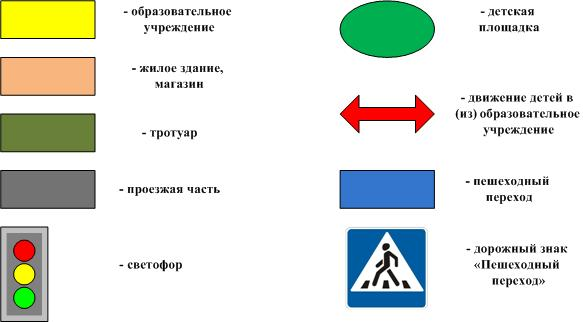 - образовательное
учреждение
- жилое здание,
магазин
- тротуар
- проезжая часть
- светофор
- детская
площадка
- движение детей в
(из) образовательное
учреждение
- пешеходный
переход
- дорожный знак
«Пешеходный
переход»